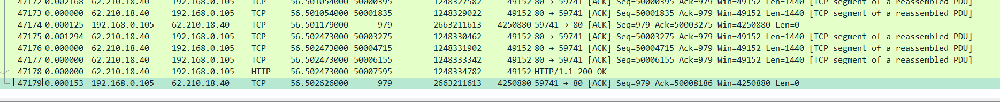 47172 0.002168 62.210.18.40 192.168.0.105 TCP 56.501054000 50000395 1248327582 49152 80 → 59741 [ACK] Seq=50000395 Ack=979 Win=49152 Len=1440 [TCP segment of a reassembled PDU]
47173 0.000000 62.210.18.40 192.168.0.105 TCP 56.501054000 50001835 1248329022 49152 80 → 59741 [ACK] Seq=50001835 Ack=979 Win=49152 Len=1440 [TCP segment of a reassembled PDU]
47174 0.000125 192.168.0.105 62.210.18.40 TCP 56.501179000 979 2663211613 4250880 59741 → 80 [ACK] Seq=979 Ack=50003275 Win=4250880 Len=0
47175 0.001294 62.210.18.40 192.168.0.105 TCP 56.502473000 50003275 1248330462 49152 80 → 59741 [ACK] Seq=50003275 Ack=979 Win=49152 Len=1440 [TCP segment of a reassembled PDU]
47176 0.000000 62.210.18.40 192.168.0.105 TCP 56.502473000 50004715 1248331902 49152 80 → 59741 [ACK] Seq=50004715 Ack=979 Win=49152 Len=1440 [TCP segment of a reassembled PDU]
47177 0.000000 62.210.18.40 192.168.0.105 TCP 56.502473000 50006155 1248333342 49152 80 → 59741 [ACK] Seq=50006155 Ack=979 Win=49152 Len=1440 [TCP segment of a reassembled PDU]
47178 0.000000 62.210.18.40 192.168.0.105 HTTP 56.502473000 50007595 1248334782 49152 HTTP/1.1 200 OK
47179 0.000153 192.168.0.105 62.210.18.40 TCP 56.502626000 979 2663211613 4250880 59741 → 80 [ACK] Seq=979 Ack=50008186 Win=4250880 Len=0